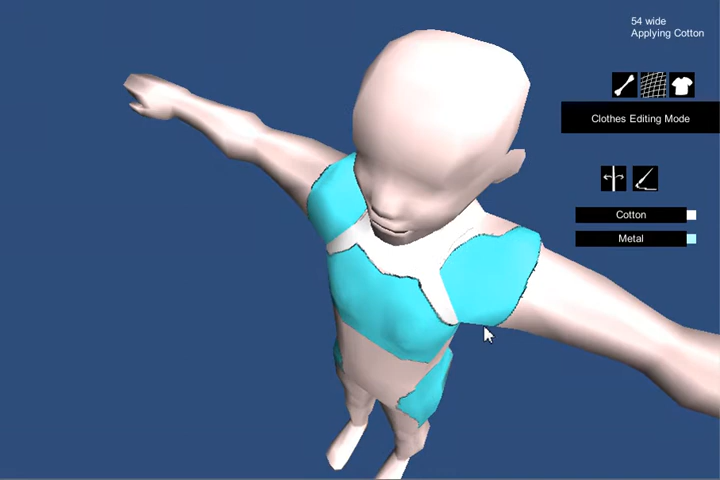 54 wide
Applying Cotton
Clothes Editing Mode
Cotton
Metal